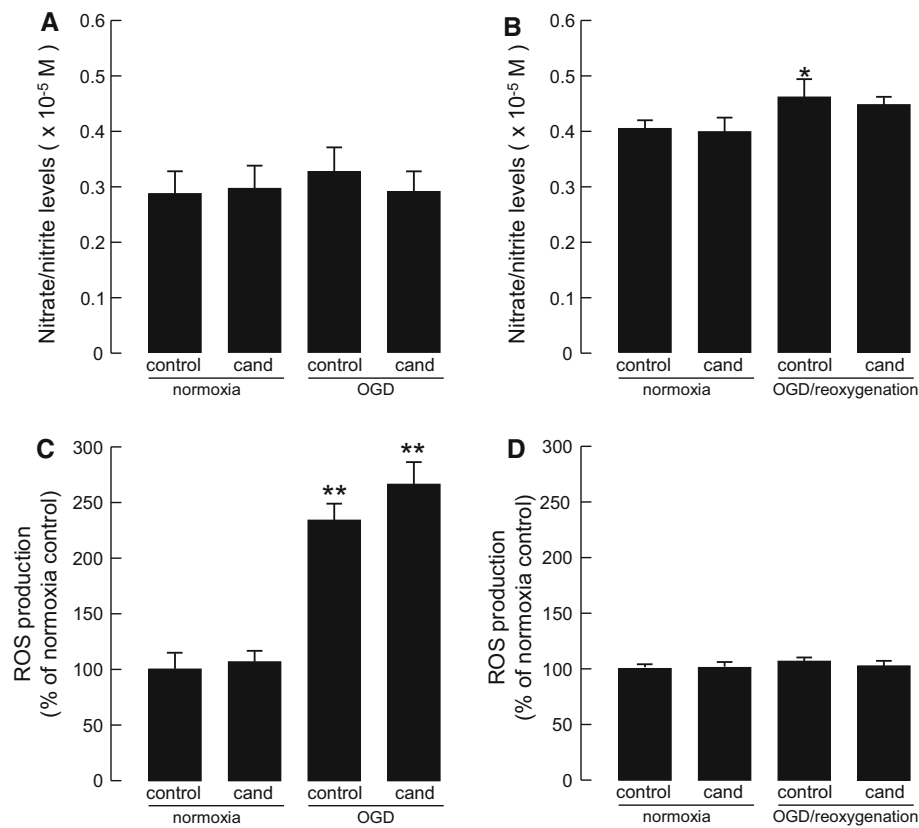 A
Nitrate/nitrite levels ( x 10-5 M )
0.6
0.5
0.4
0.3
0.2
0.1
0
control cand control cand
normoxia OGD
B
Nitrate/nitrite levels ( x 10-5 M )
0.6
0.5
0.4
0.3
0.2
0.1
0
*
control cand control cand
normoxia OGD/reoxygenation
C
ROS production
(% of normoxia control)
300
250
200
150
100
50
0
** **
control cand control cand
normoxia OGD
D
ROS production
(% of normoxia control)
300
250
200
150
100
50
0
control cand control cand
normoxia OGD/reoxygenation